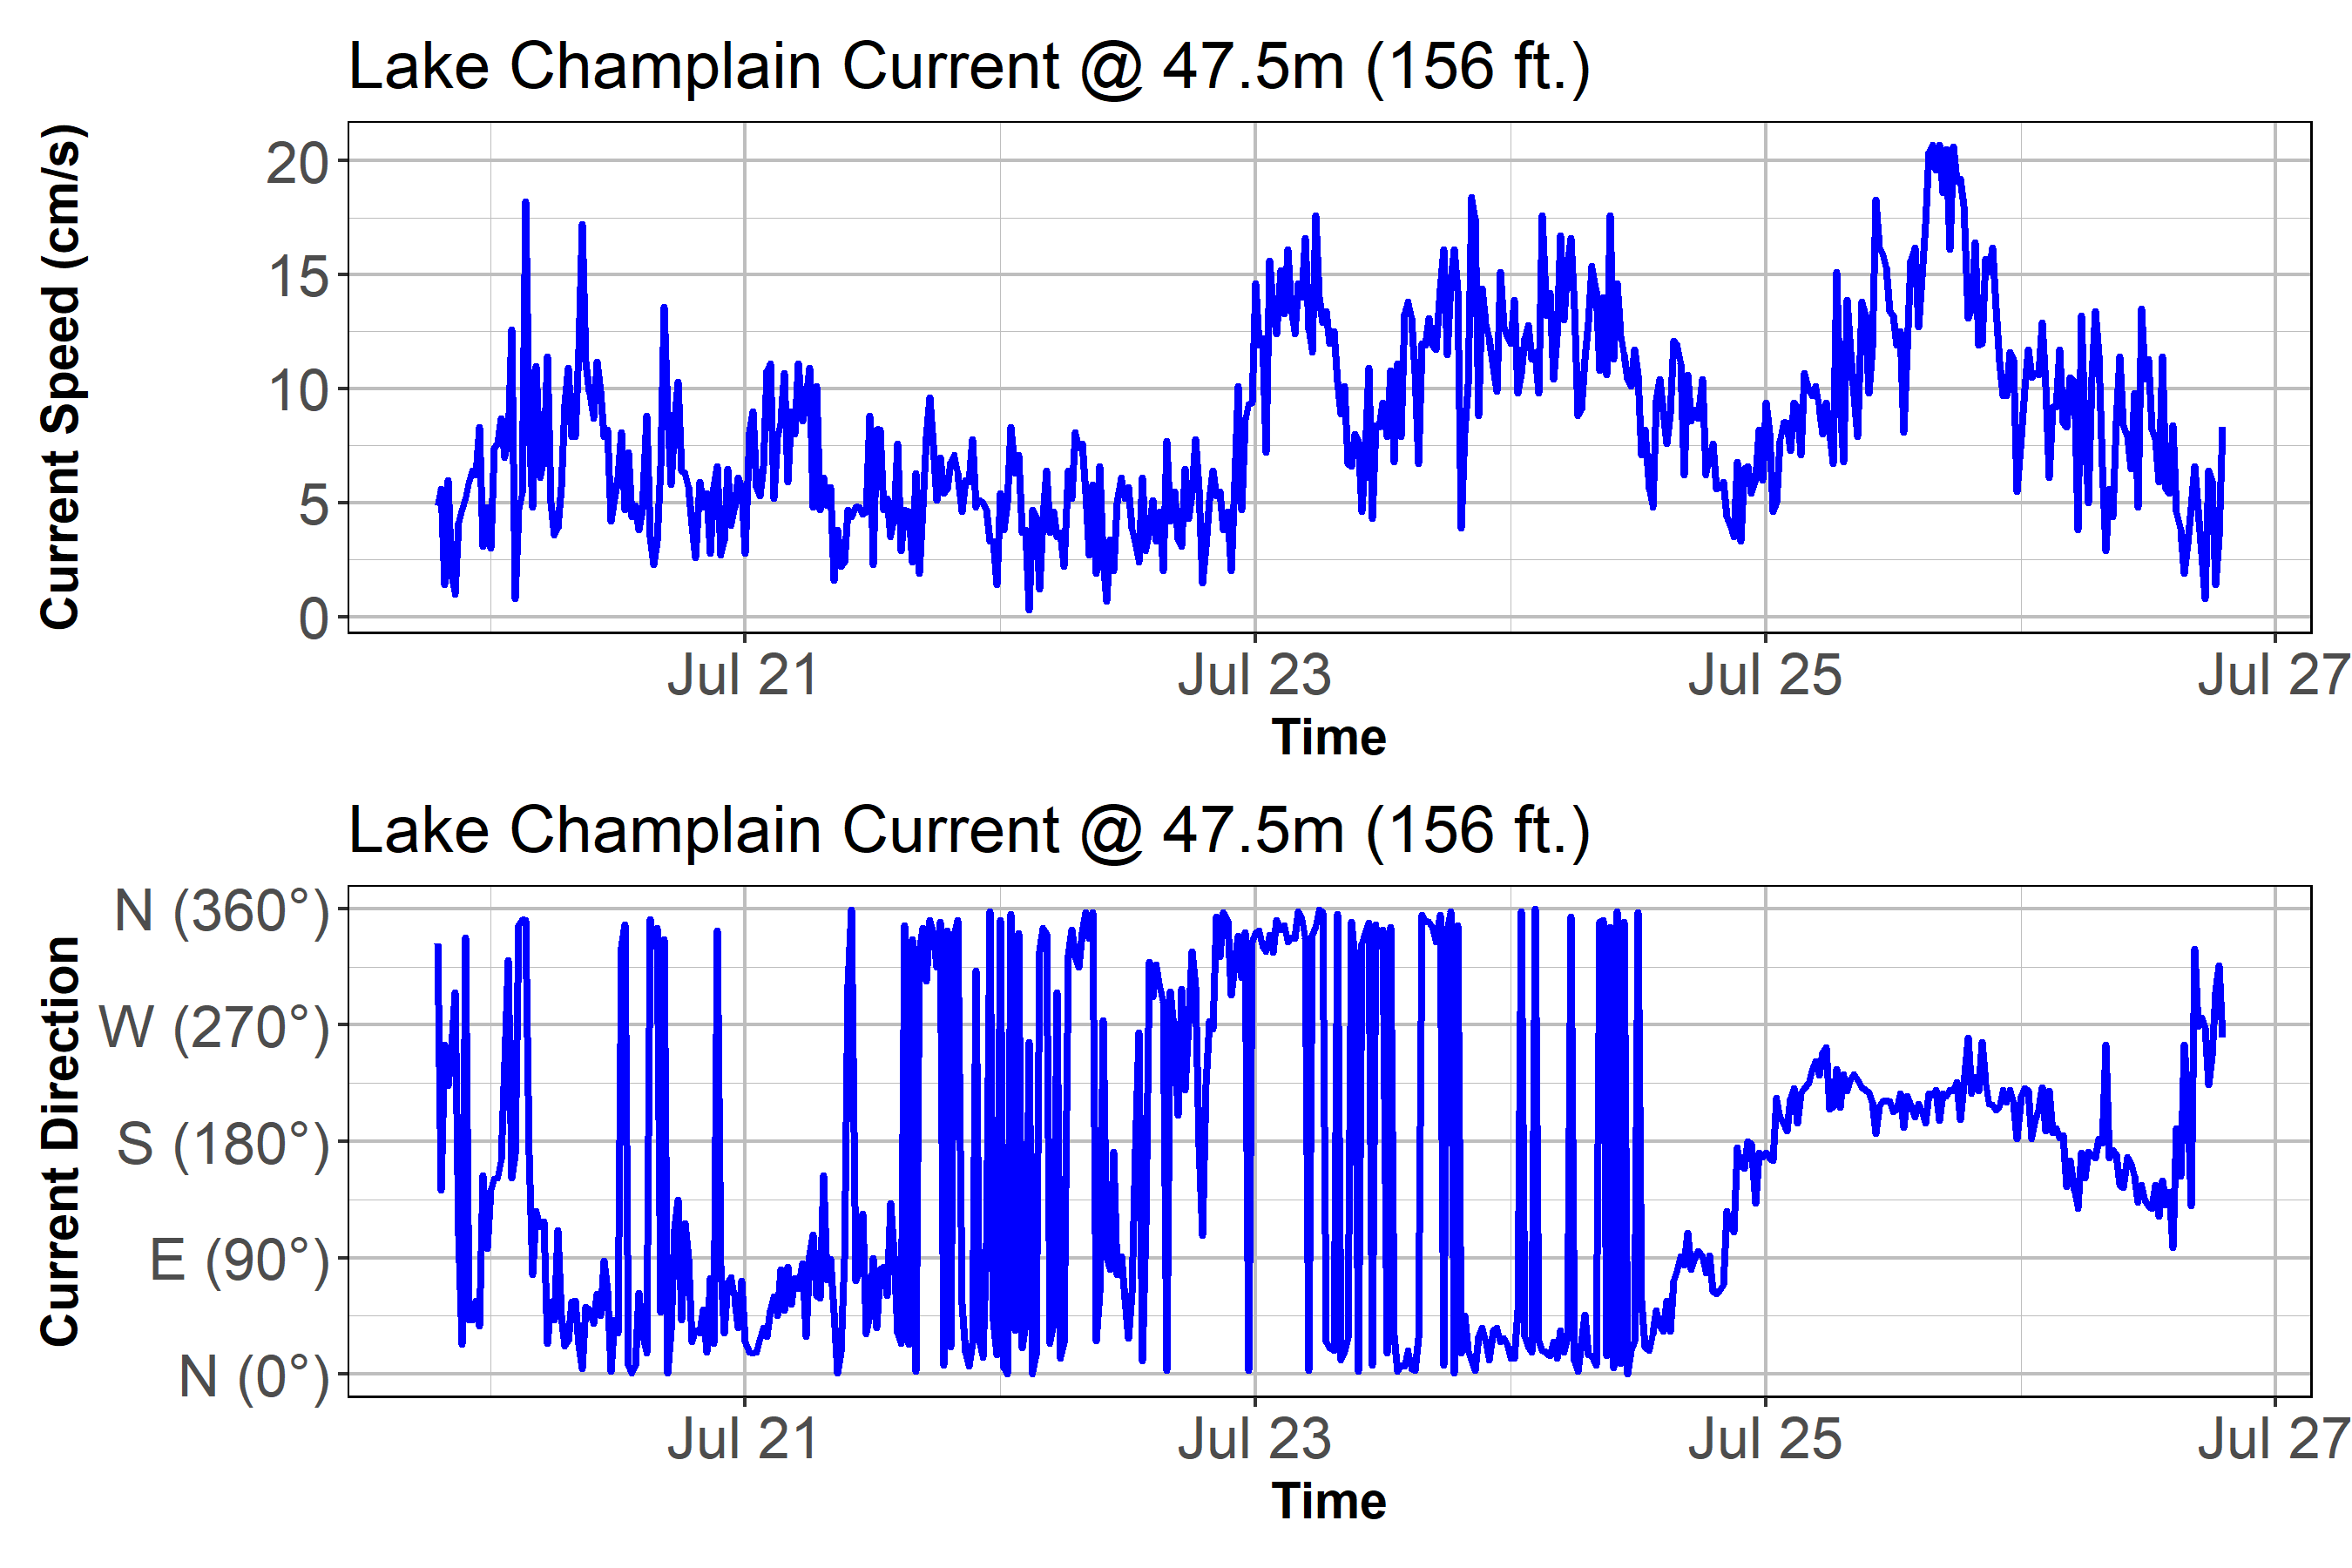 Lake Champlain Current @ 47.5m (156 ft.)
Current Speed (cm/s)
20
15
10
5
0
Jul 21 Jul 23 Jul 25 Jul 27
Time
Lake Champlain Current @ 47.5m (156 ft.)
Current Direction
N (360°)
W (270°)
S (180°)
E (90°)
N (0°)
Jul 21 Jul 23 Jul 25 Jul 27
Time